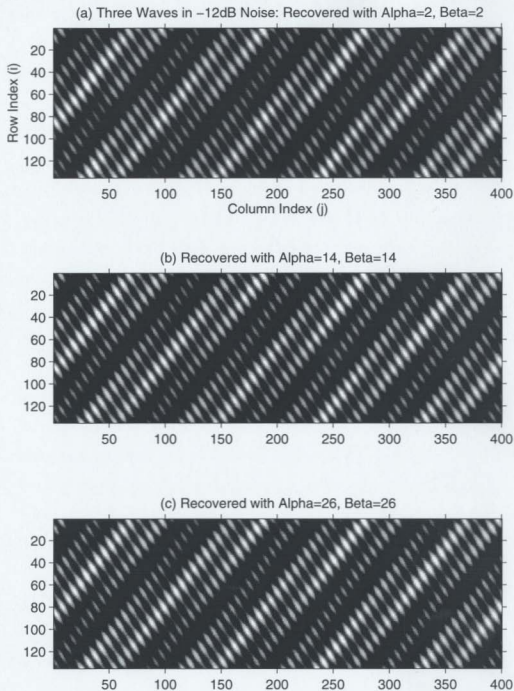 (a) Three Waves in −12dB Noise: Recovered with Alpha=2, Beta=2
20
40
60
80
100
120
Row Index (i)
50 100 150 200 250 300 350 400
Column Index (j)
(b) Recovered with Alpha=14, Beta=14
20
40
60
80
100
120
50 100 150 200 250 300 350 400
(c) Recovered with Alpha=26, Beta=26
20
40
60
80
100
120
50 100 150 200 250 300 350 400